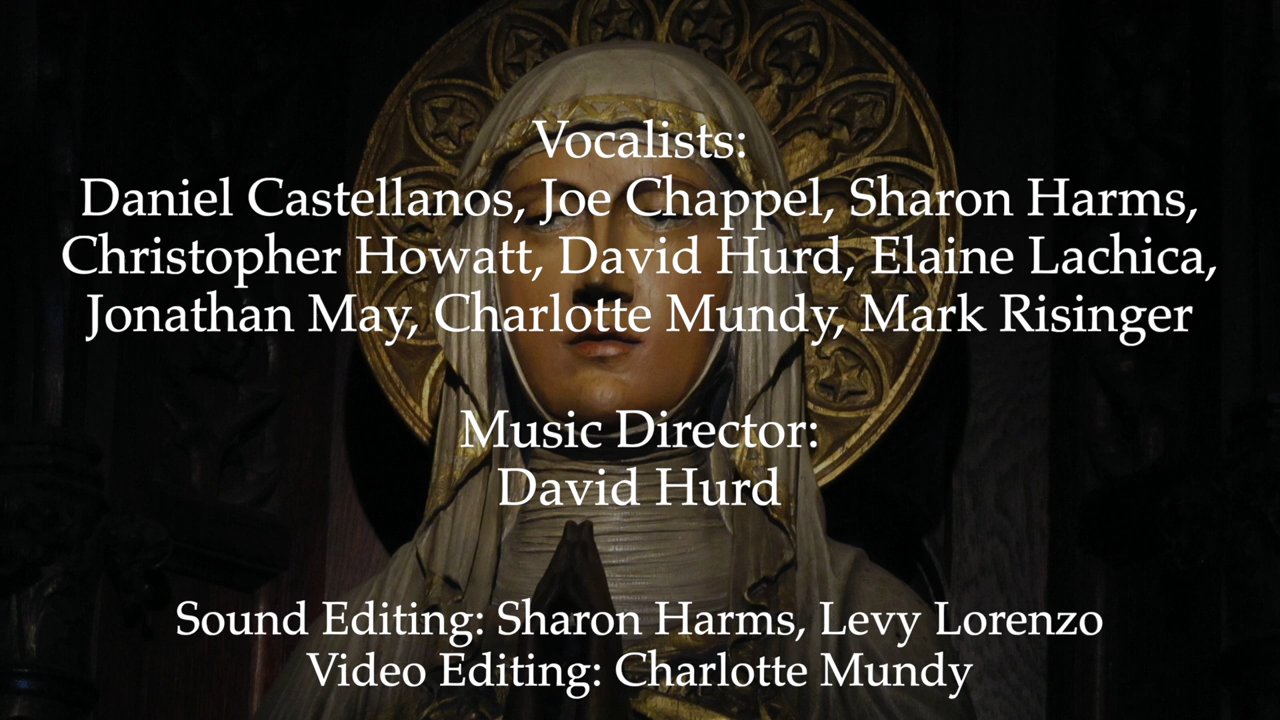 Vocalists:
Daniel Castellanos, Joe Chappel, Sharon Harms,
Christopher Howatt, David Hurd, Elaine Lachica,
Jonathan May, Charlotte Mundy, Mark Risinger
Music Director:
David Hurd
Sound Editing: Sharon Harms, Levy Lorenzo
Video Editing: Charlotte Mundy